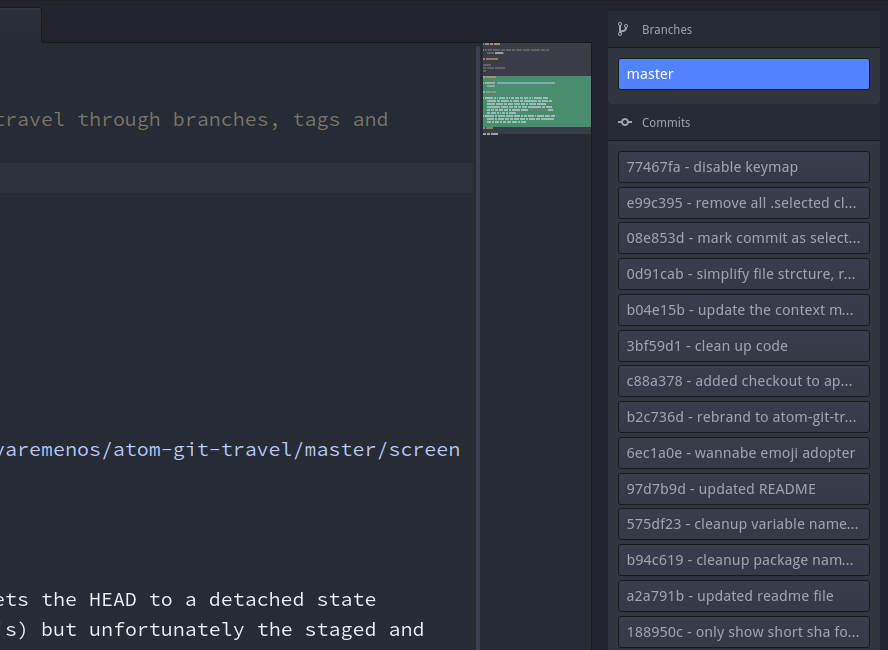 travel through branches, tags and
varemenos/atom-git-travel/master/screen
ets the HEAD to a detached state
's) but unfortunately the staged and
Branches
master
Commits
77467fa - disable keymap
e99c395 - remove all .selected cl...
08e853d - mark commit as select...
0d91cab - simplify file strcture, r...
b04e15b - update the context m...
3bf59d1 - clean up code
c88a378 - added checkout to ap...
b2c736d - rebrand to atom-git-tr...
6ec1a0e - wannabe emoji adopter
97d7b9d - updated README
575df23 - cleanup variable name...
b94c619 - cleanup package nam...
a2a791b - updated readme file
188950c - only show short sha fo...